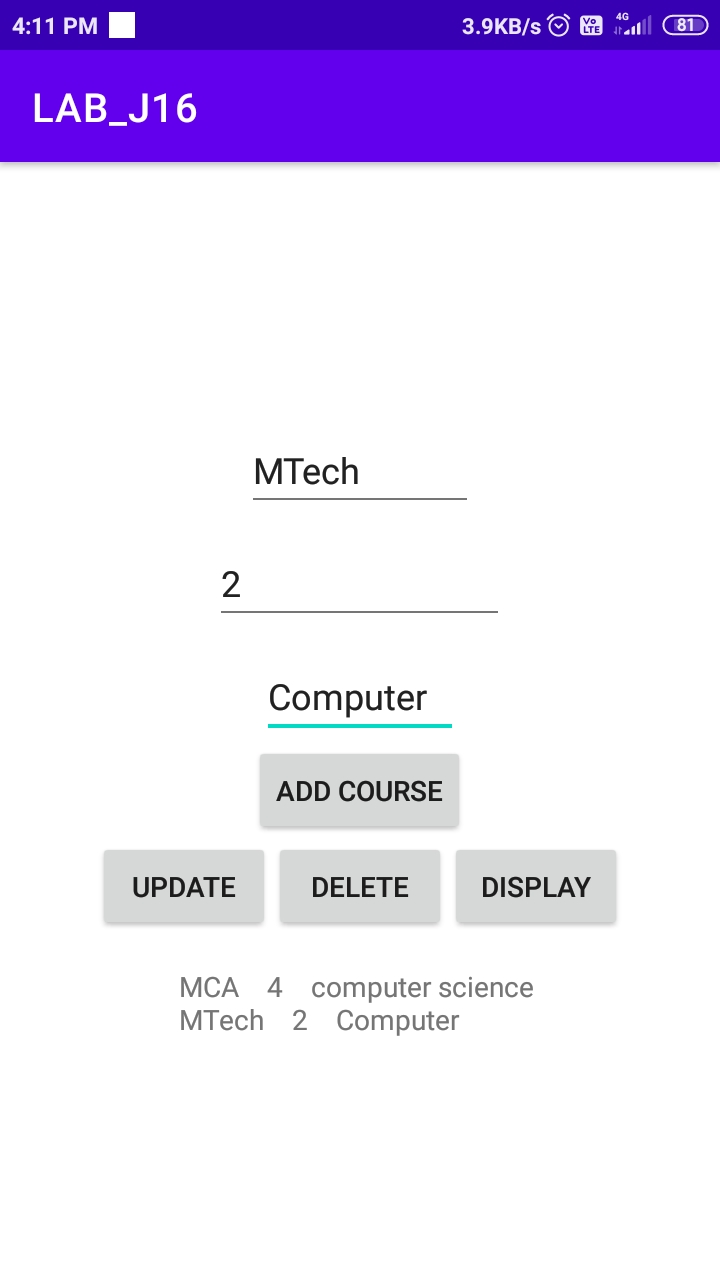 4:11 PM 3.9KB/s Vo LTE 4G 81
LAB_J16
MTech
2
Computer
ADD COURSE
UPDATE DELETE DISPLAY
MCA 4 computer science
MTech 2 Computer